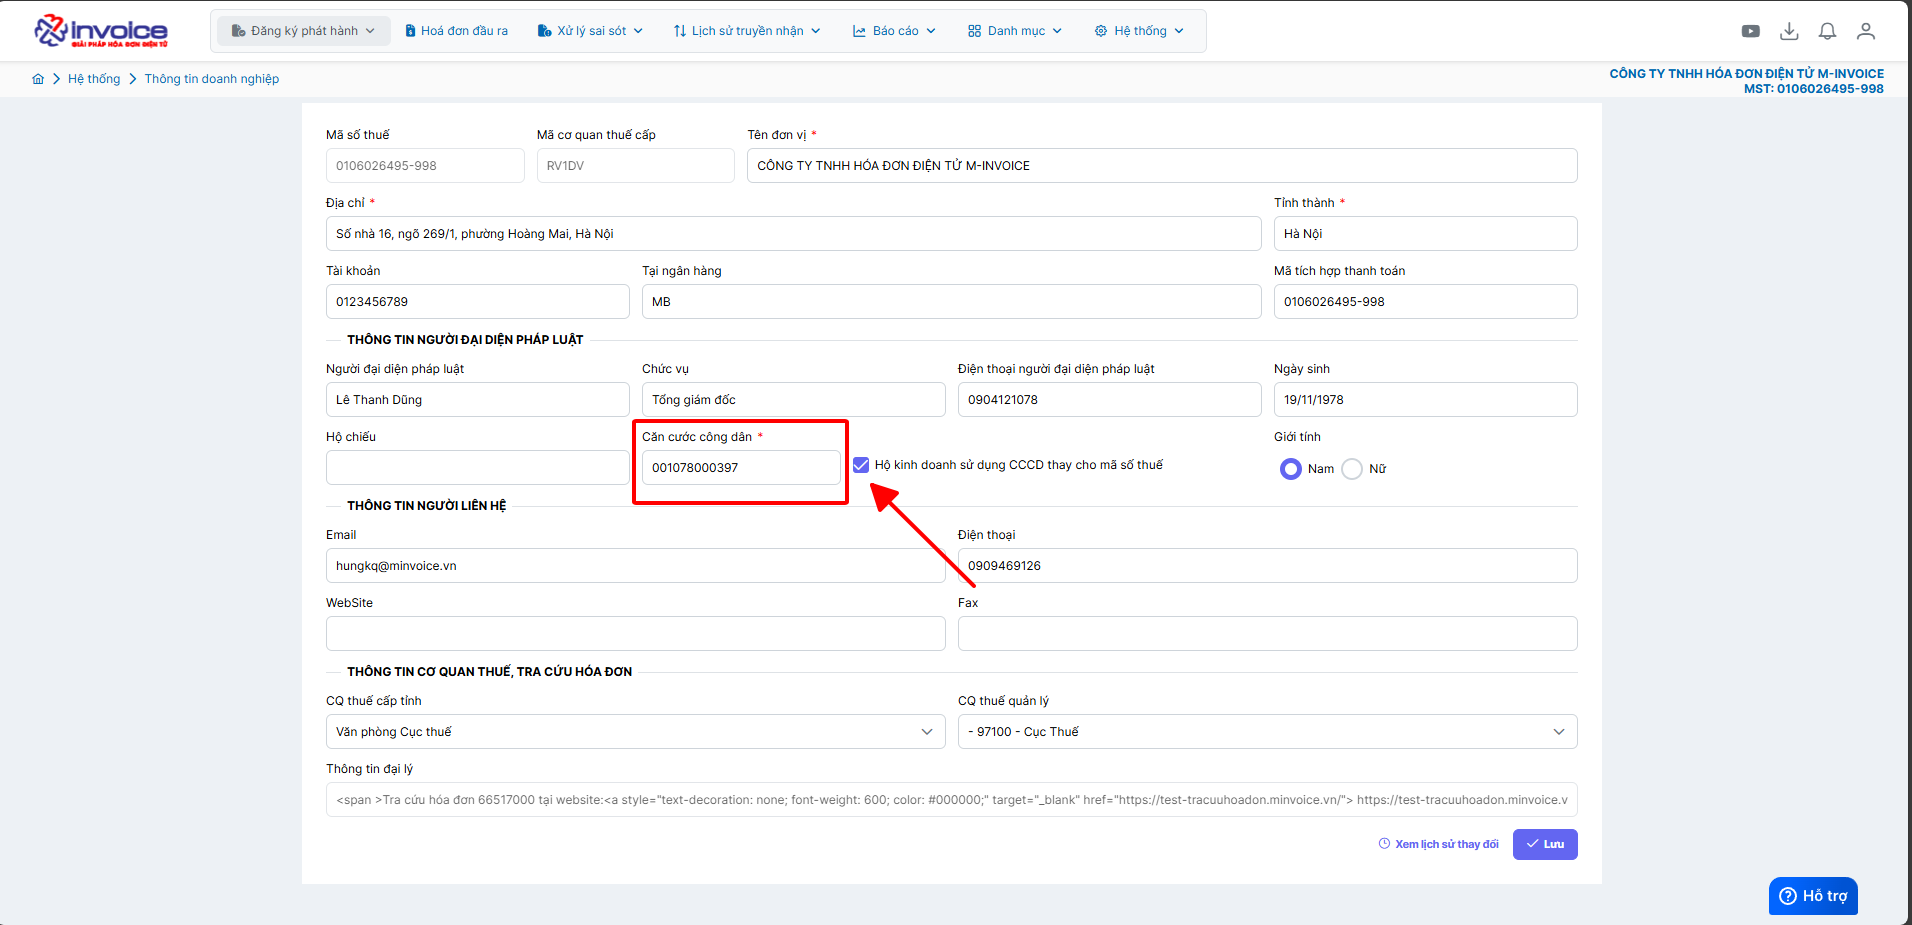 invoice
GIẢI PHÁP HÓA ĐƠN ĐIỆN TỬ
Đăng ký phát hành
Hoá đơn đầu ra
Xử lý sai sót
Lịch sử truyền nhận
Báo cáo
Danh mục
Hệ thống
Hệ thống
Thông tin doanh nghiệp
CÔNG TY TNHH HÓA ĐƠN ĐIỆN TỬ M-INVOICE
MST: 0106026495-998
Mã số thuế
Mã cơ quan thuế cấp
Tên đơn vị *
0106026495-998
RV1DV
CÔNG TY TNHH HÓA ĐƠN ĐIỆN TỬ M-INVOICE
Địa chỉ *
Tỉnh thành *
Số nhà 16, ngõ 269/1, phường Hoàng Mai, Hà Nội
Hà Nội
Tài khoản
Tại ngân hàng
Mã tích hợp thanh toán
0123456789
MB
0106026495-998
THÔNG TIN NGƯỜI ĐẠI DIỆN PHÁP LUẬT
Người đại diện pháp luật
Chức vụ
Điện thoại người đại diện pháp luật
Ngày sinh
Lê Thanh Dũng
Tổng giám đốc
0904121078
19/11/1978
Hộ chiếu
Căn cước công dân *
Giới tính
001078000397
Hộ kinh doanh sử dụng CCCD thay cho mã số thuế
Nam
Nữ
THÔNG TIN NGƯỜI LIÊN HỆ
Email
Điện thoại
hungkq@minvoice.vn
0909469126
WebSite
Fax
THÔNG TIN CƠ QUAN THUẾ, TRA CỨU HÓA ĐƠN
CQ thuế cấp tỉnh
CQ thuế quản lý
Văn phòng Cục thuế
- 97100 - Cục Thuế
Thông tin đại lý
<span >Tra cứu hóa đơn 66517000 tại website:<a style="text-decoration: none; font-weight: 600; color: #000000;" target="_blank" href="https://test-tracuuhoadon.minvoice.vn/"> https://test-tracuuhoadon.minvoice.v
Xem lịch sử thay đổi
Lưu
Hỗ trợ